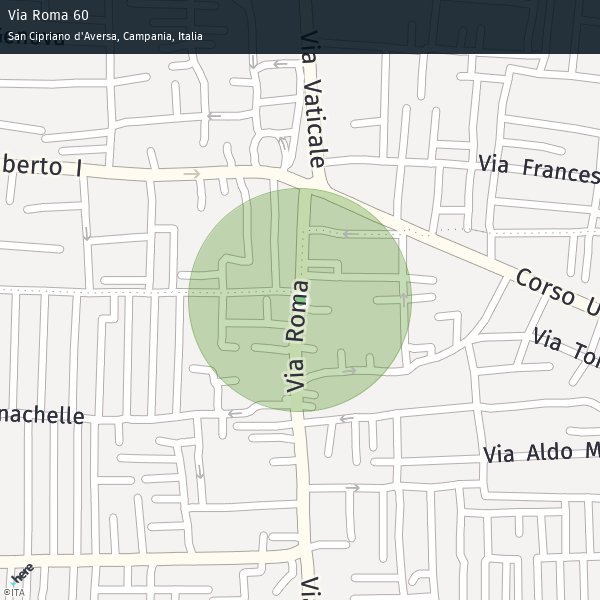 Via Roma 60
San Cipriano d'Aversa, Campania, Italia
Via Vaticale
berto I
Via Frances
Corso U
Via Roma
Via To
nachelle
Via Aldo M
Via
here
©ITA